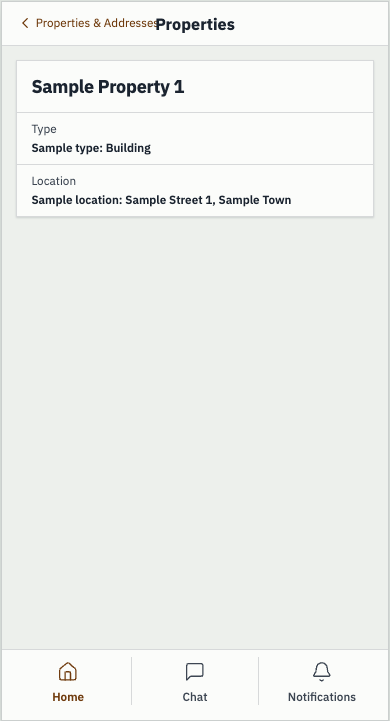 Properties & Addresses
Properties
Sample Property 1
Type
Sample type: Building
Location
Sample location: Sample Street 1, Sample Town
Home
Chat
Notifications